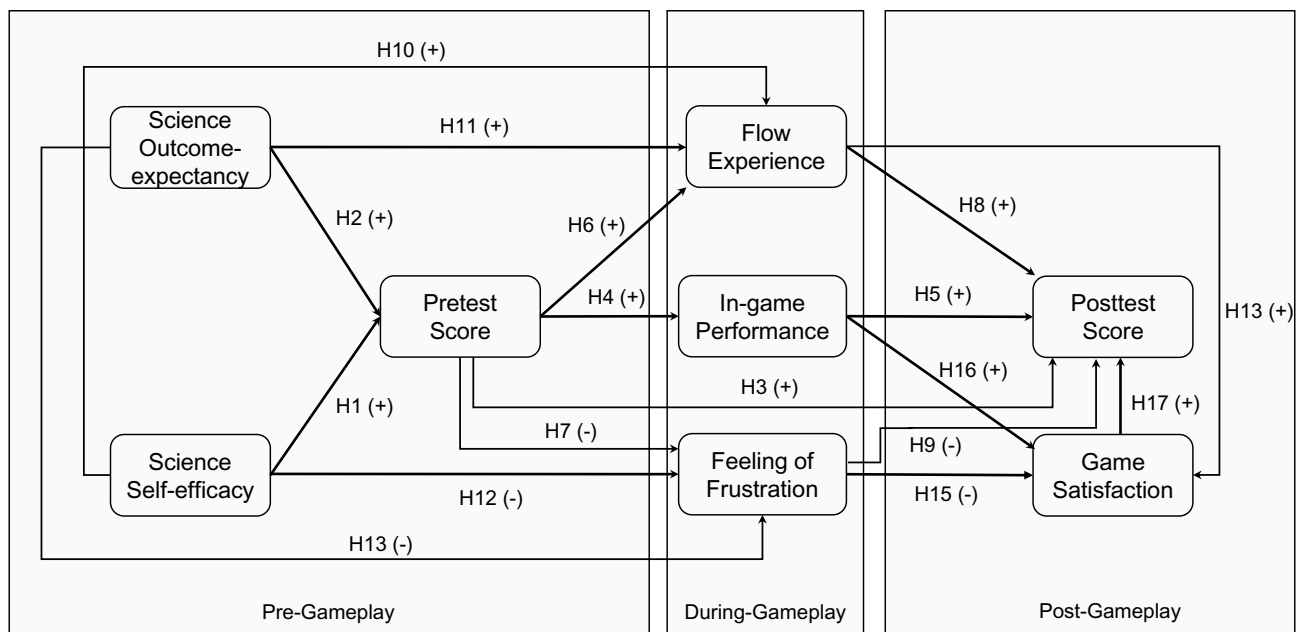 H10 (+)
Science
Outcome-
expectancy
H11 (+)
Flow
Experience
H2 (+)
H6 (+)
H8 (+)
Pretest
Score
H4 (+)
In-game
Performance
H5 (+)
Posttest
Score
H13 (+)
H16 (+)
H3 (+)
H1 (+)
H17 (+)
H7 (-)
H9 (-)
Science
Self-efficacy
H12 (-)
Feeling of
Frustration
H15 (-)
Game
Satisfaction
H13 (-)
Pre-Gameplay
During-Gameplay
Post-Gameplay